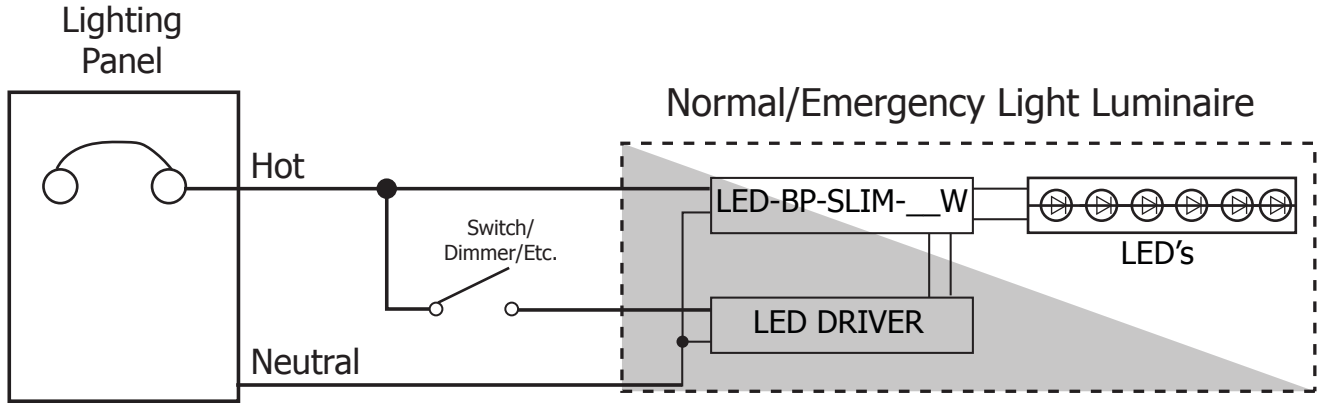 Lighting
Panel
Normal/Emergency Light Luminaire
Hot
LED-BP-SLIM-__W
Switch/
Dimmer/Etc.
LED's
LED DRIVER
Neutral